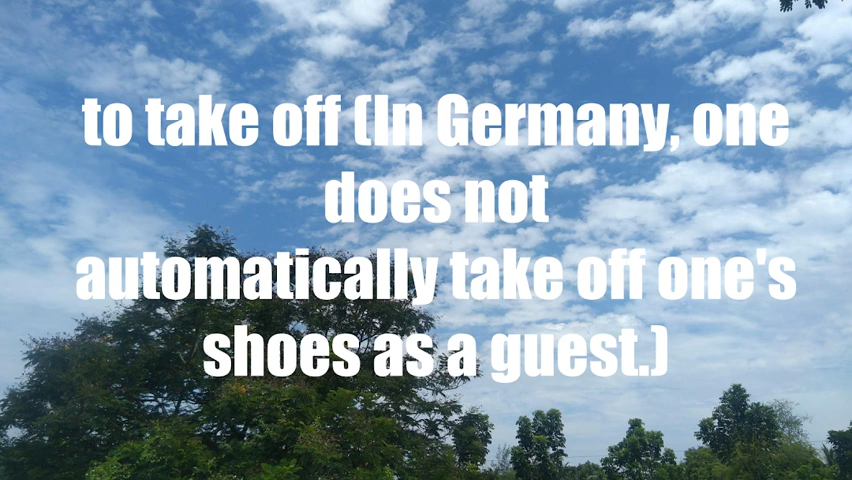 to take off (In Germany, one
does not
automatically take off one's
shoes as a guest.)